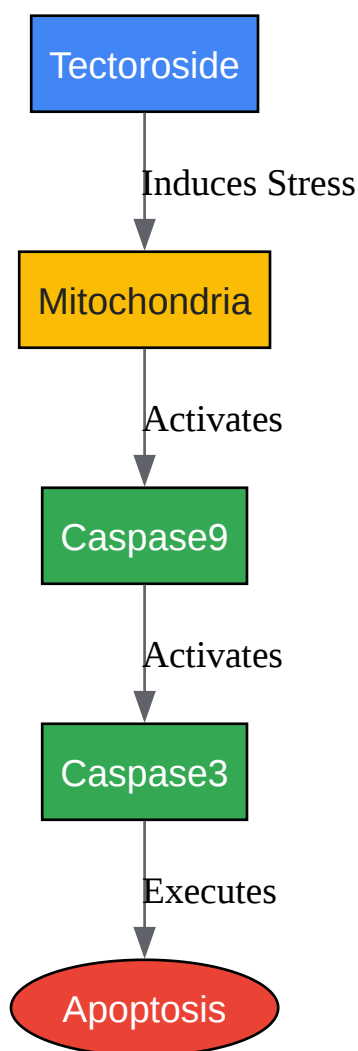 Tectoroside
Induces Stress
Mitochondria
Activates
Caspase9
Activates
Caspase3
Executes
Apoptosis